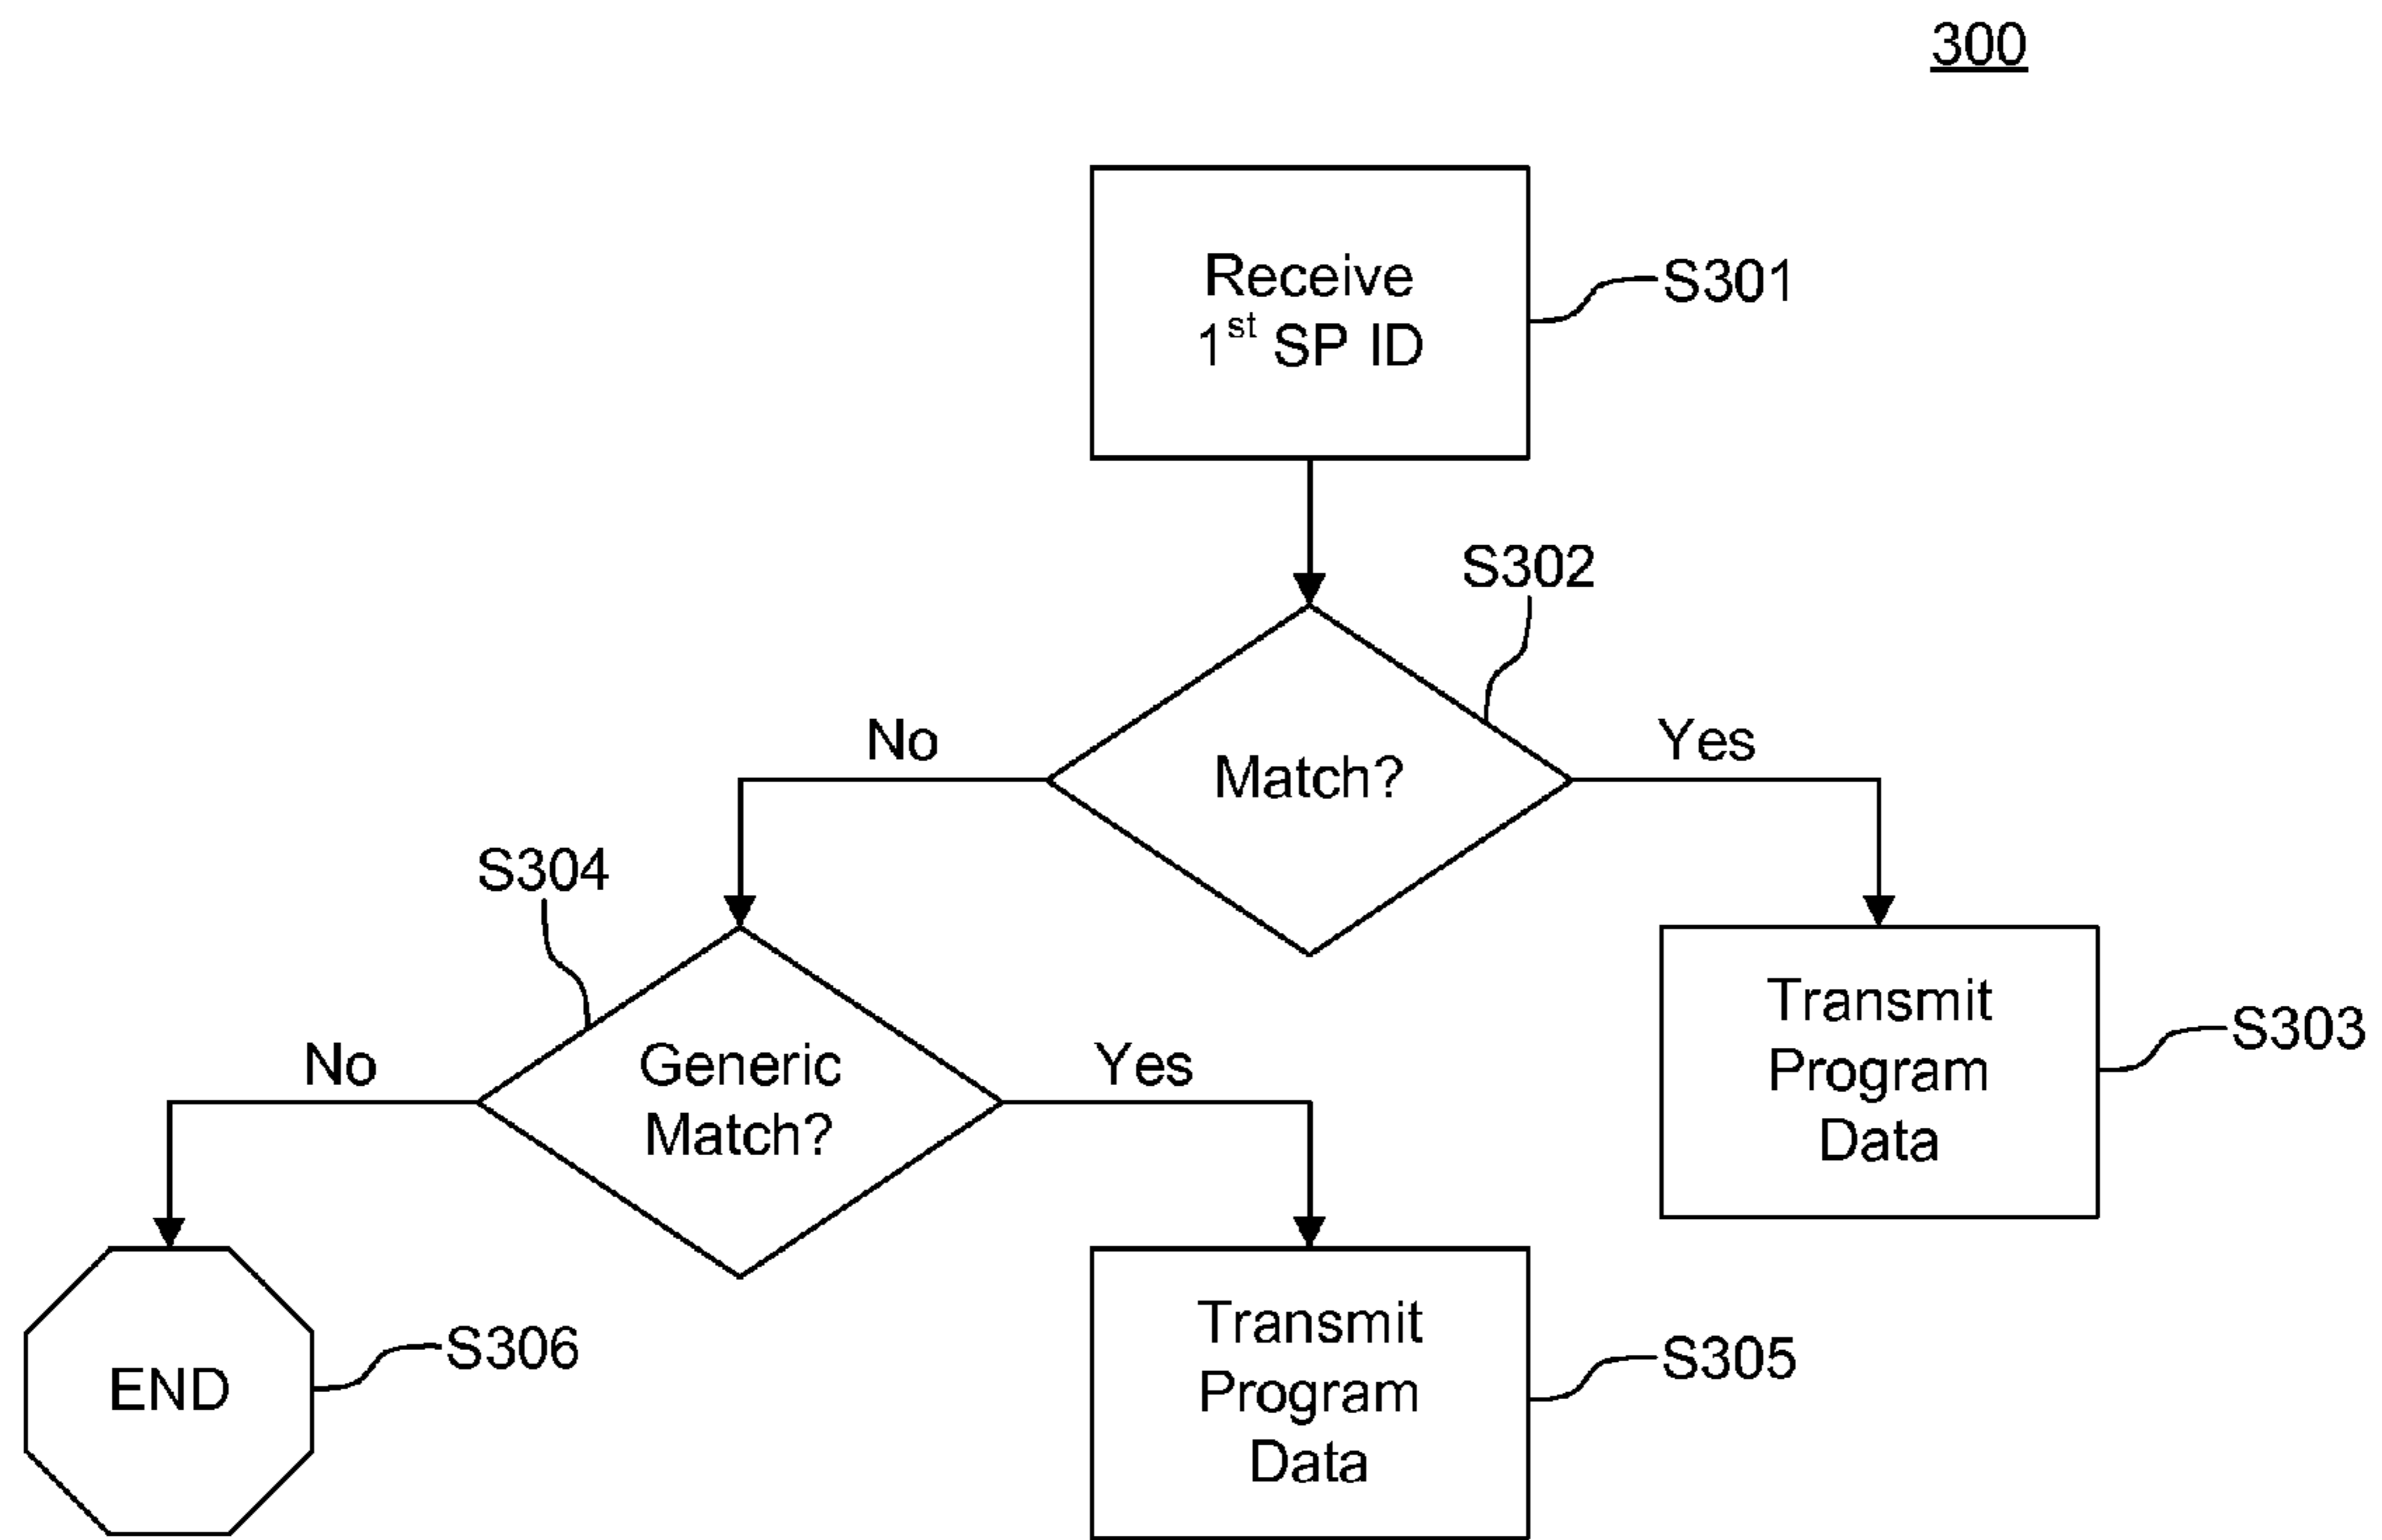 300
Receive
1st SP ID
S301
S302
No
Match?
Yes
S304
Transmit
Program
Data
S303
No
Generic
Match?
Yes
END
S306
Transmit
Program
Data
S305